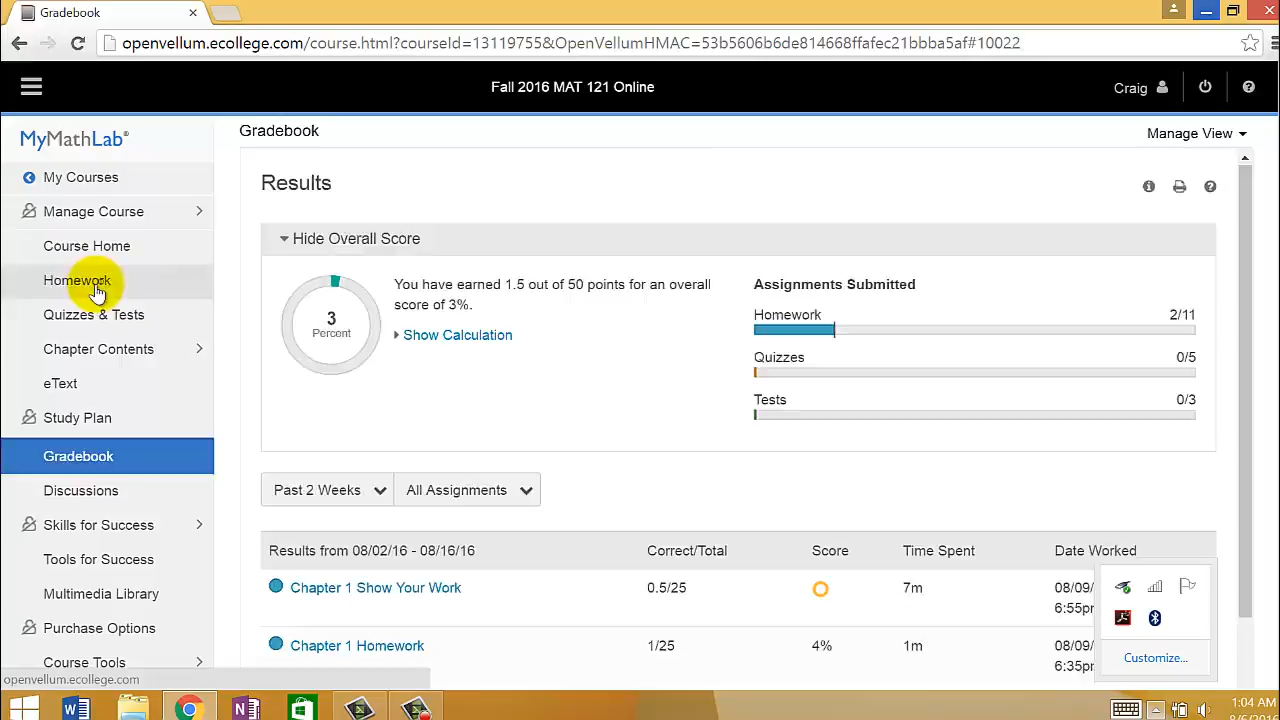 Gradebook
openvellum.ecollege.com/course.html?courseId=13119755&OpenVellumHMAC=53b5606b6de814668ffafec21bbba5af#10022
Fall 2016 MAT 121 Online
Craig
MyMathLab®
My Courses
Manage Course
Course Home
Homework
Quizzes & Tests
Chapter Contents
eText
Study Plan
Gradebook
Discussions
Skills for Success
Tools for Success
Multimedia Library
Purchase Options
Course Tools
openvellum.ecollege.com
Gradebook
Manage View
Results
Hide Overall Score
3
Percent
You have earned 1.5 out of 50 points for an overall
score of 3%.
Show Calculation
Assignments Submitted
Homework 2/11
Quizzes 0/5
Tests 0/3
Past 2 Weeks All Assignments
Results from 08/02/16 - 08/16/16 Correct/Total Score Time Spent Date Worked
Chapter 1 Show Your Work 0.5/25 7m 08/09/
6:55pr
Chapter 1 Homework 1/25 4% 1m 08/09/
6:35pr
Customize...
1:04 AM